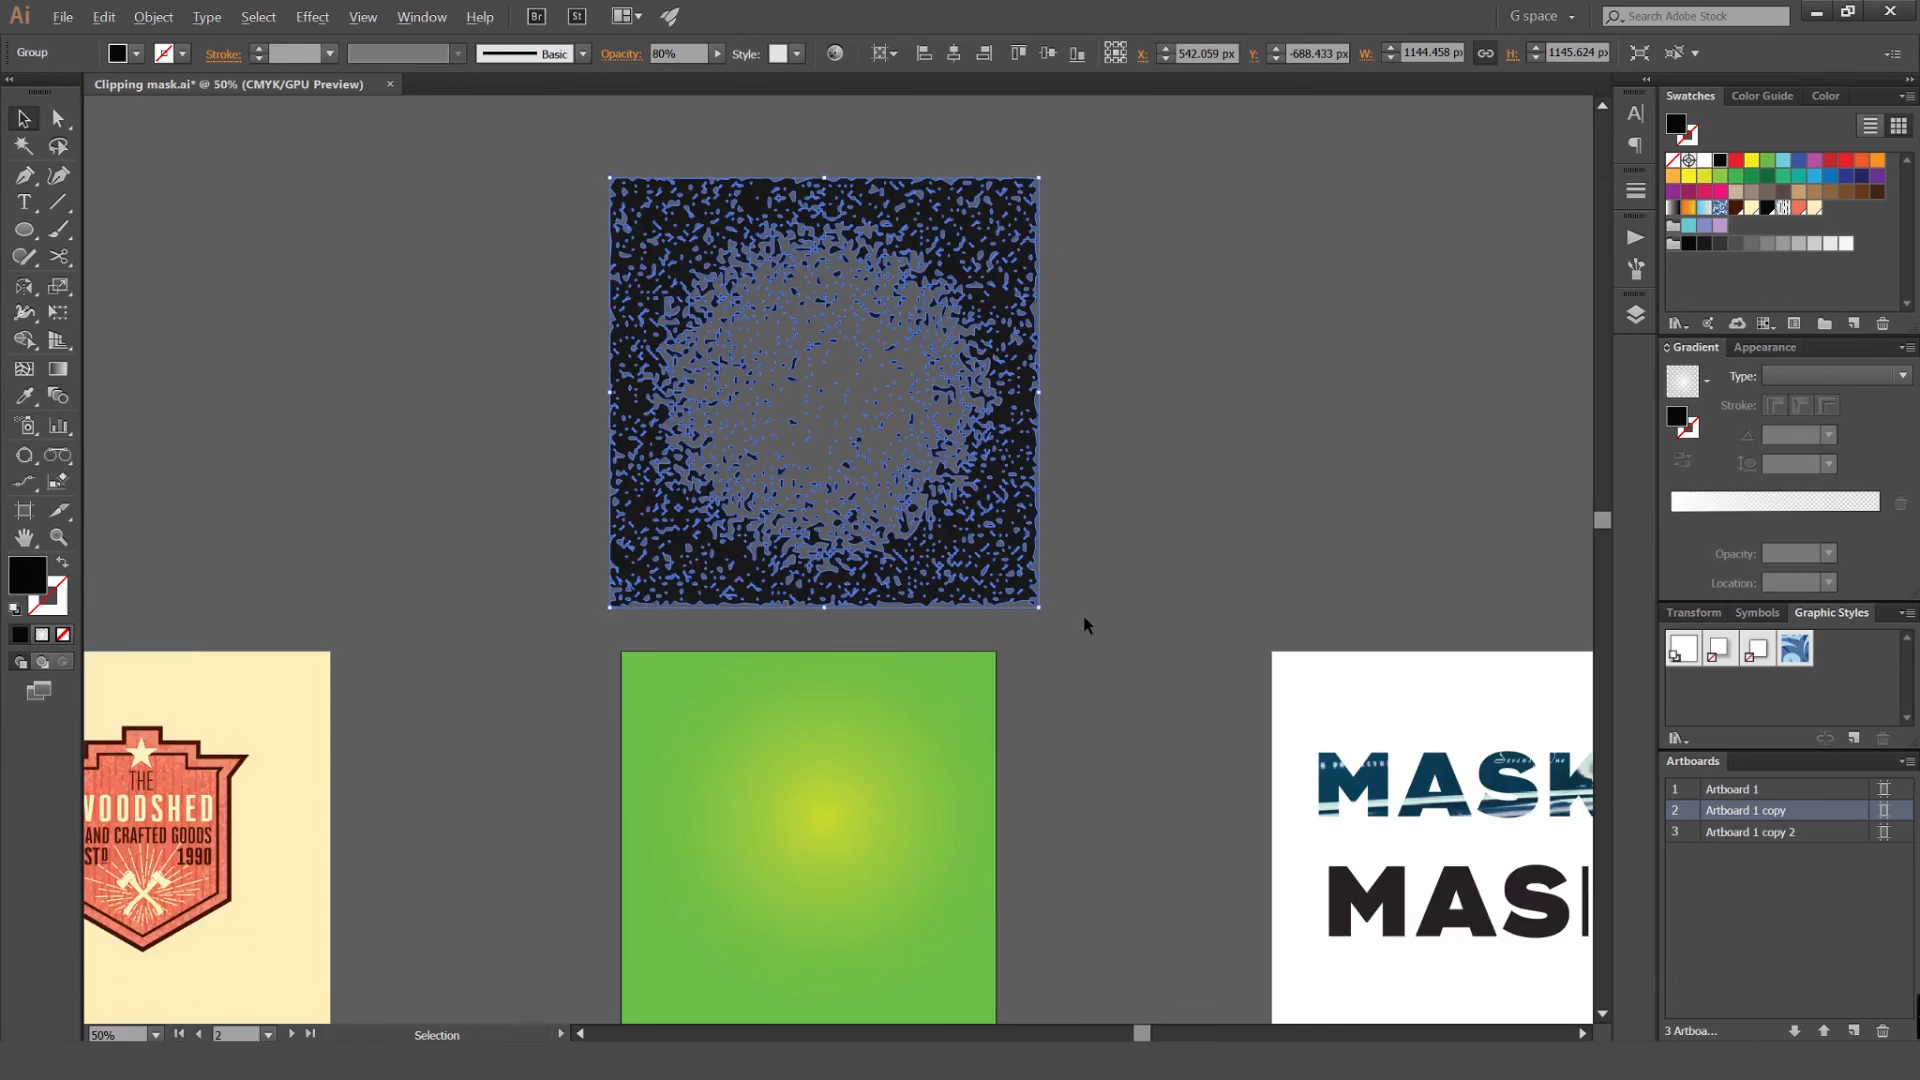 Ai File Edit Object Type Select Effect View Window Help Br St G space Search Adobe Stock
Group Stroke: Basic Opacity: 80% Style: X: 542.059 px Y: -688.433 px W: 1144.458 px H: 1145.624 px
Clipping mask.ai* @ 50% (CMYK/GPU Preview) ×
Swatches Color Guide Color
Gradient Appearance
Type:
Stroke:
Opacity:
Location:
Transform Symbols Graphic Styles
Artboards
1 Artboard 1
2 Artboard 1 copy
3 Artboard 1 copy 2
3 Artboa...
THE
WOODSHED
AND CRAFTED GOODS
ESTD 1990
MASK
MAS
50% 2 Selection